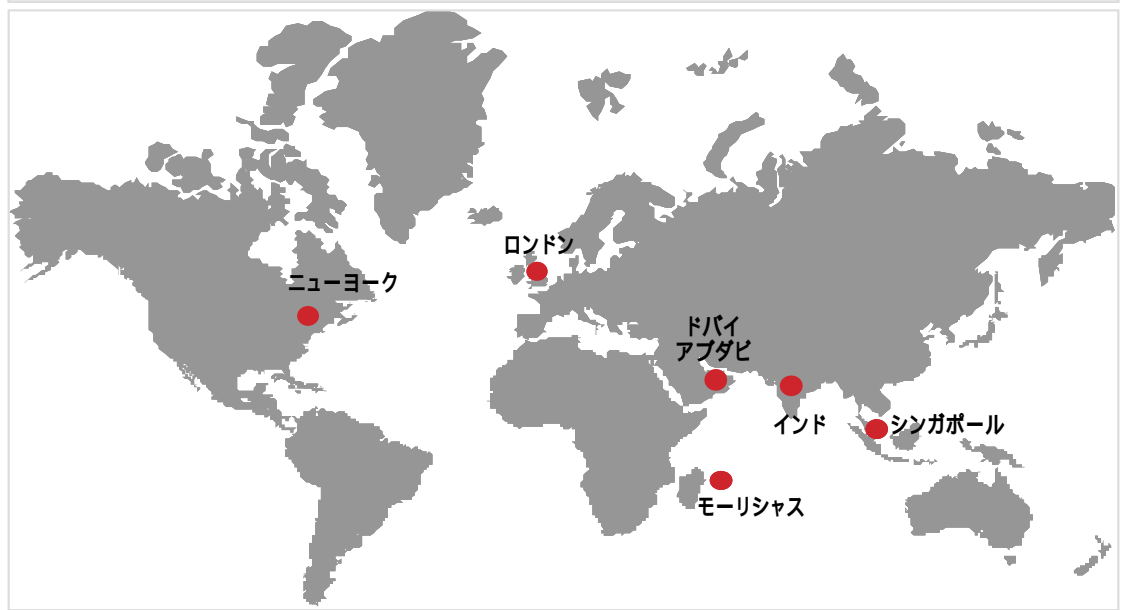 ロンドン
ニューヨーク
ドバイ
アブダビ
インド
シンガポール
モーリシャス